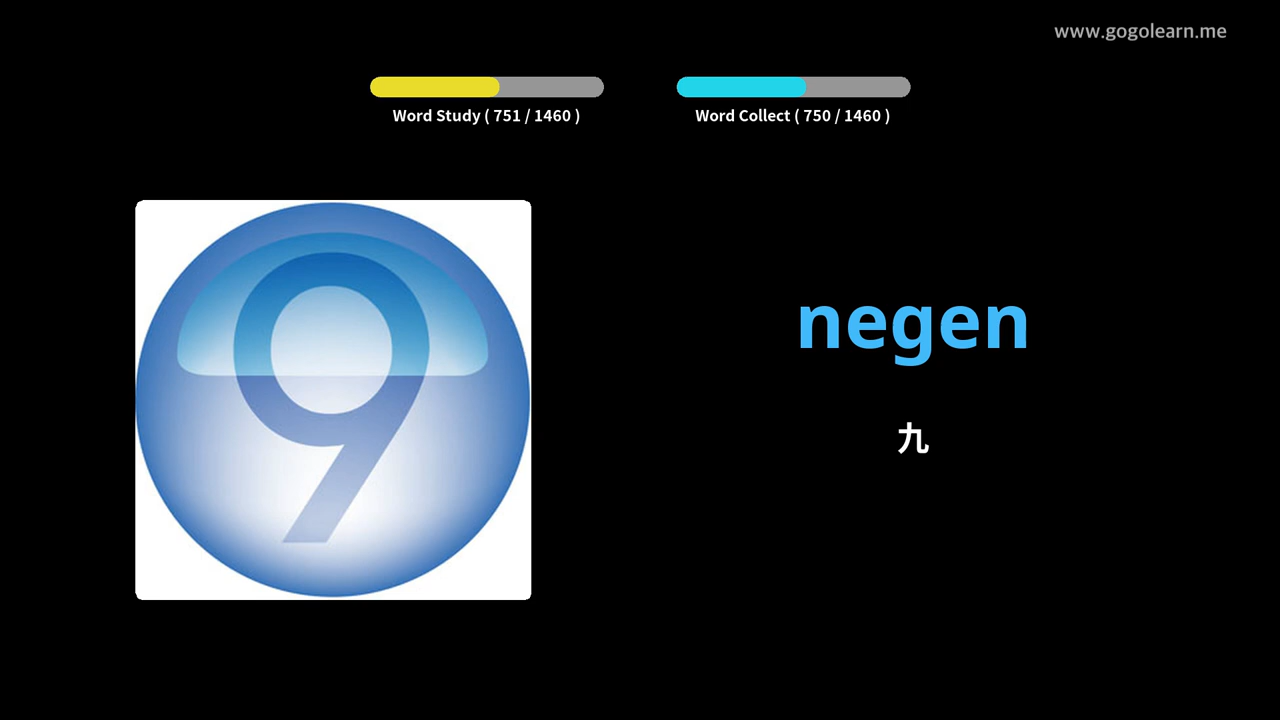 www.gogolearn.me
Word Study ( 751 / 1460 )
Word Collect ( 750 / 1460 )
9
negen
九